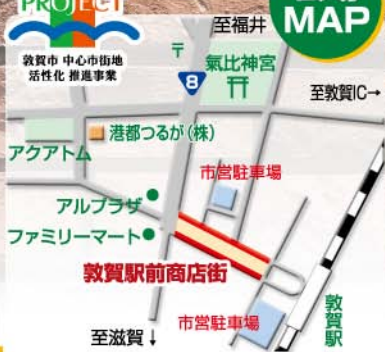 PROJECT
敦賀市 中心市街地
活性化 推進事業
MAP
至福井
〒
8
氣比神宮
至敦賀IC→
港都つるが(株)
アクアトム
市営駐車場
アルプラザ
ファミリーマート
敦賀駅前商店街
至滋賀↓
市営駐車場
敦賀駅